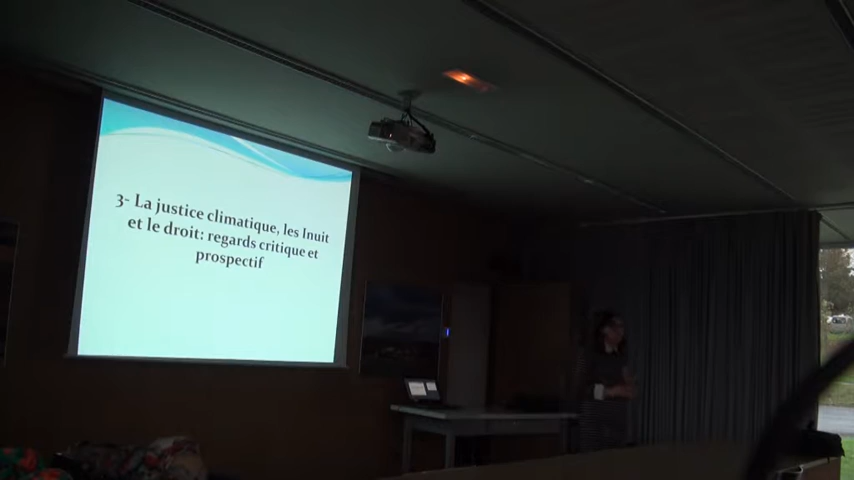 3- La justice climatique, les Inuit
et le droit: regards critique et
prospectif